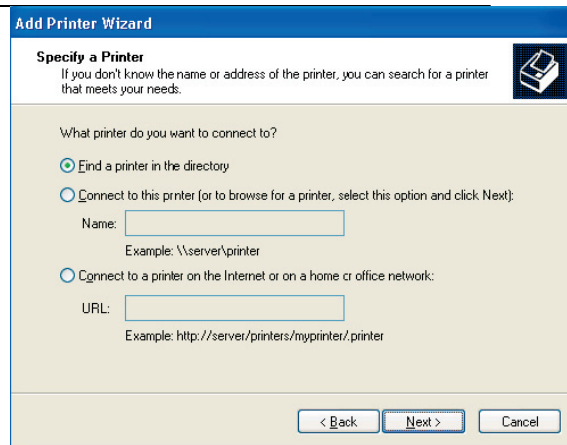 Add Printer Wizard
Specify a Printer
If you don't know the name or address of the printer, you can search for a printer
that meets your needs.
What printer do you want to connect to?
Find a printer in the directory
Connect to this prnter (or to browse for a printer, select this option and click Next):
Name:
Example: \\server\printer
Connect to a printer on the Internet or on a home or office network:
URL:
Example: http://server/printers/myprinter/.printer
< Back
Next >
Cancel